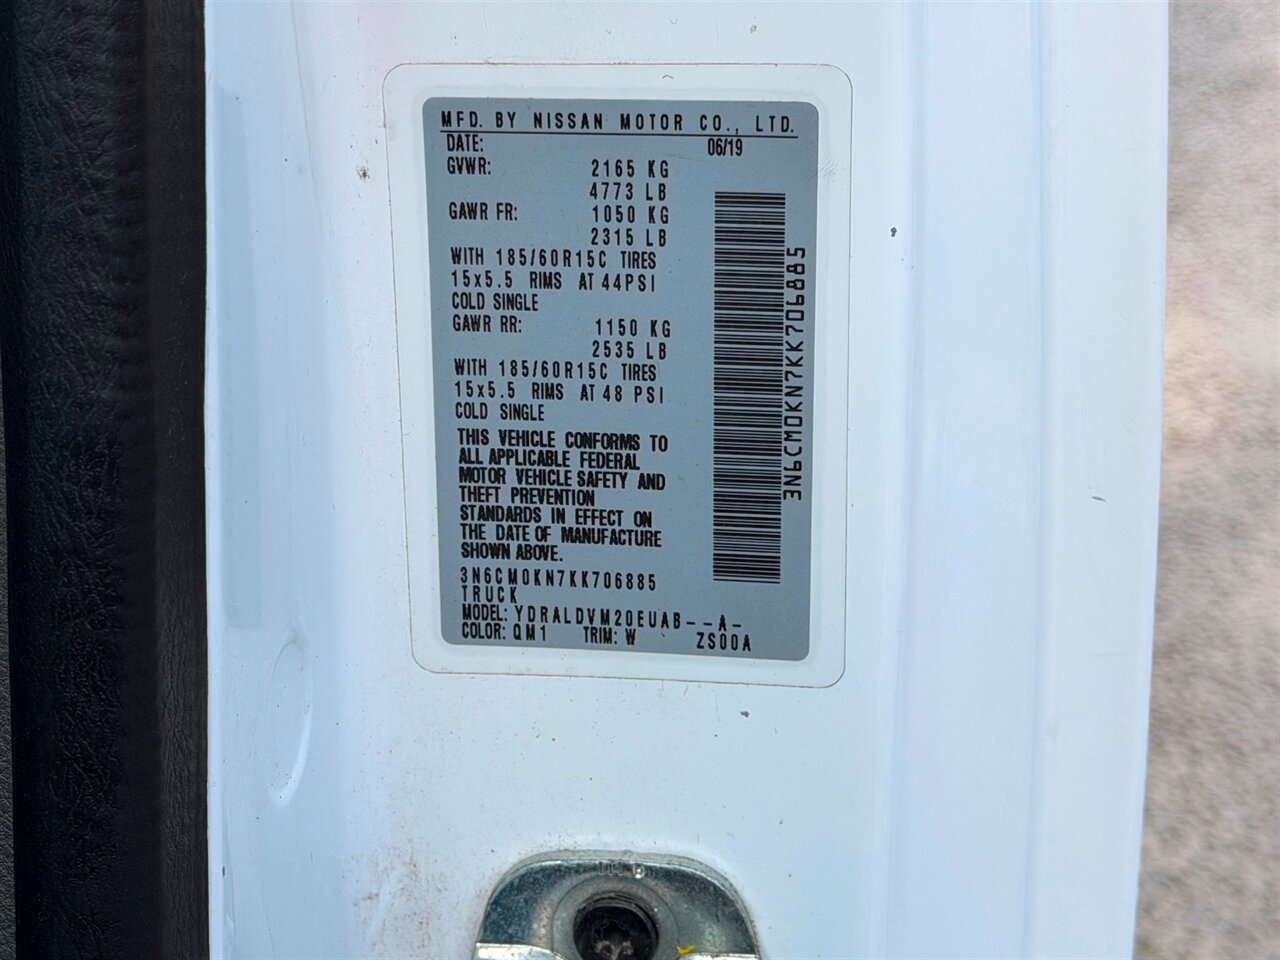 MFD. BY NISSAN MOTOR CO., LTD.
DATE: 06/19
GVWR: 2165 KG
4773 LB
GAWR FR: 1050 KG
2315 LB
WITH 185/60R15C TIRES
15x5.5 RIMS AT 44PSI
COLD SINGLE
GAWR RR: 1150 KG
2535 LB
WITH 185/60R15C TIRES
15x5.5 RIMS AT 48 PSI
COLD SINGLE
THIS VEHICLE CONFORMS TO
ALL APPLICABLE FEDERAL
MOTOR VEHICLE SAFETY AND
THEFT PREVENTION
STANDARDS IN EFFECT ON
THE DATE OF MANUFACTURE
SHOWN ABOVE.
3N6CM0KN7KK706885
TRUCK
MODEL: YDRALDVM20EUAB--A-
COLOR: QM1 TRIM: W ZS00A
3N6CM0KN7KK706885